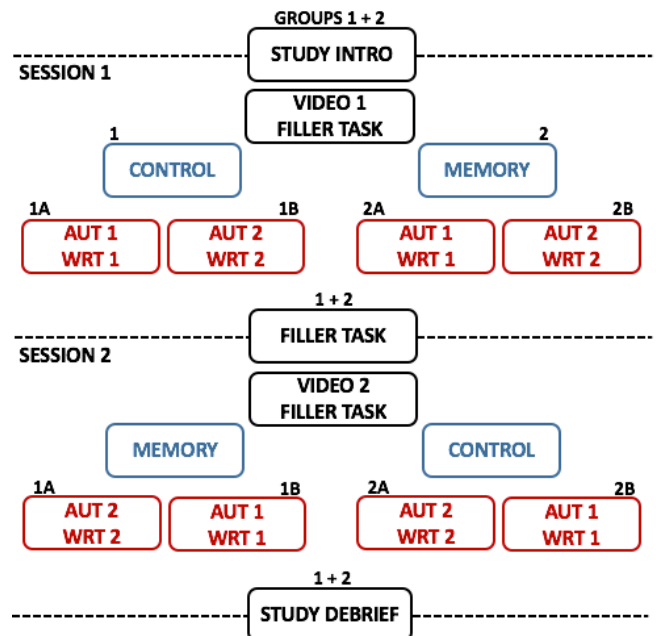 GROUPS 1 + 2
STUDY INTRO
SESSION 1
VIDEO 1
FILLER TASK
1
2
CONTROL
MEMORY
1A
1B
2A
2B
AUT 1
WRT 1
AUT 2
WRT 2
AUT 1
WRT 1
AUT 2
WRT 2
1 + 2
FILLER TASK
SESSION 2
VIDEO 2
FILLER TASK
MEMORY
CONTROL
1A
1B
2A
2B
AUT 2
WRT 2
AUT 1
WRT 1
AUT 2
WRT 2
AUT 1
WRT 1
1 + 2
STUDY DEBRIEF